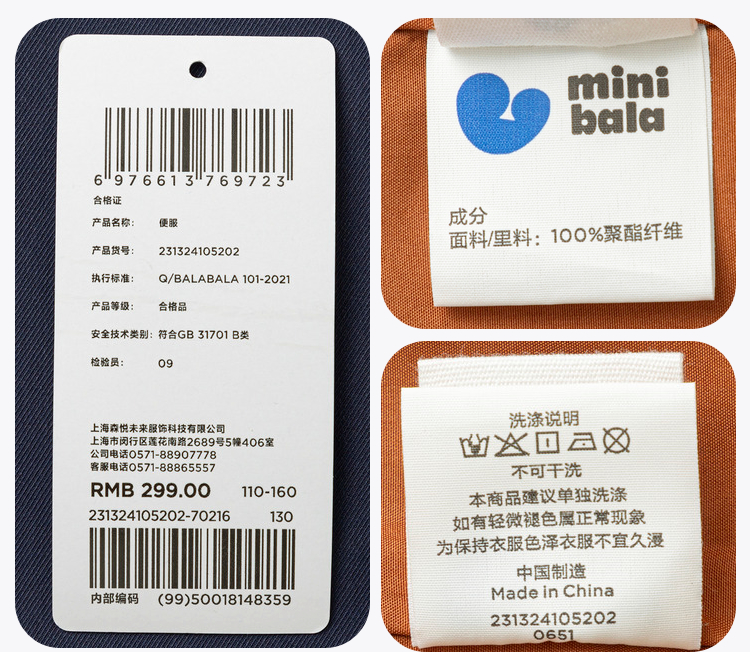 6 976613 769723
合格证
产品名称: 便服
产品货号: 231324105202
执行标准: Q/BALABALA 101-2021
产品等级: 合格品
安全技术类别: 符合GB 31701 B类
检验员: 09
上海森悦未来服饰科技有限公司
上海市闵行区莲花南路2689号5幢406室
公司电话0571-88907778
客服电话0571-88865557
RMB 299.00 110-160
231324105202-70216 130
内部编码 (99)50018148359
mini
bala
成分
面料/里料：100%聚酯纤维
洗涤说明
不可干洗
本商品建议单独洗涤
如有轻微褪色属正常现象
为保持衣服色泽衣服不宜久漫
中国制造
Made in China
231324105202
0651